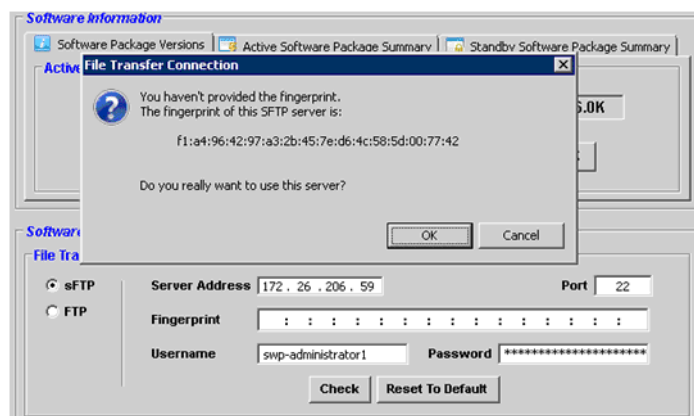 Software Information
Software Package Versions
Active Software Package Summary
Standby Software Package Summary
Active
File Transfer Connection
You haven't provided the fingerprint.
The fingerprint of this SFTP server is:
f1:a4:96:42:97:a3:2b:45:7e:d6:4c:58:5d:00:77:42
Do you really want to use this server?
OK
Cancel
.OK
Softwar
File Tra
sFTP
Server Address 172 . 26 .206 . 59
Port 22
FTP
Fingerprint : : : : : : : : : : : : : : :
Username swp-administrator1
Password *********************
Check
Reset To Default